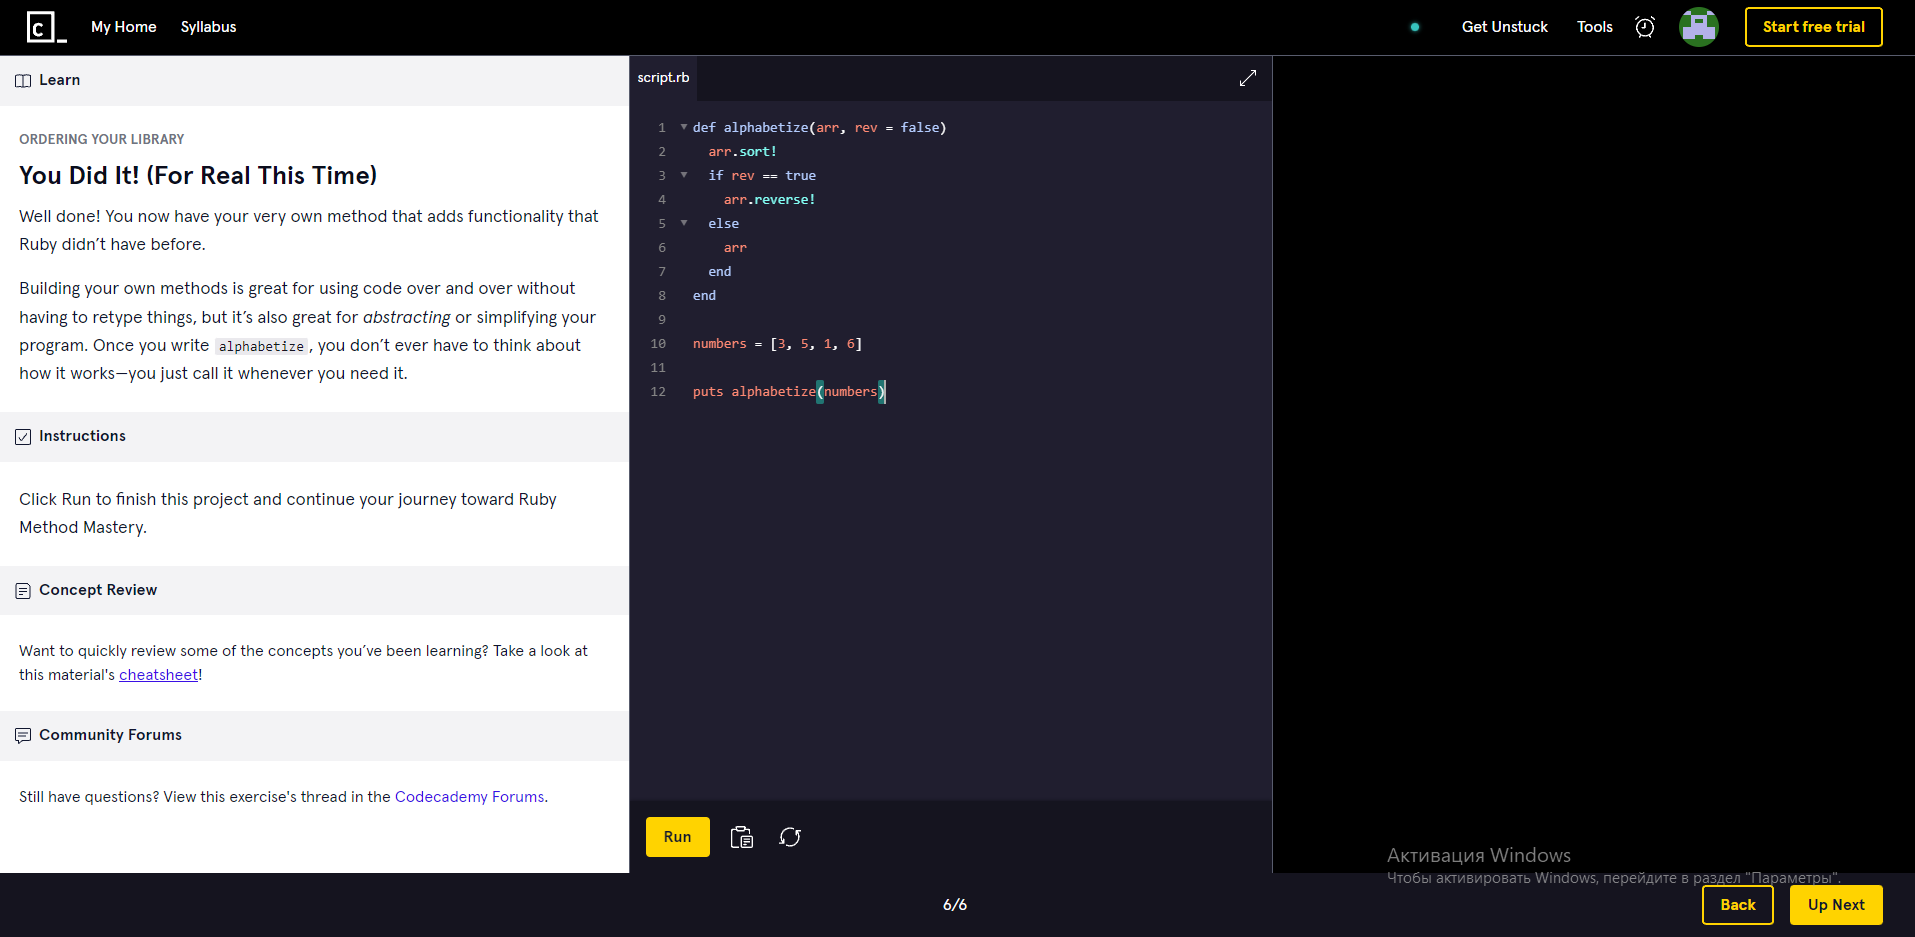 C_ My Home Syllabus Get Unstuck Tools Start free trial
Learn
ORDERING YOUR LIBRARY
You Did It! (For Real This Time)
Well done! You now have your very own method that adds functionality that
Ruby didn’t have before.
Building your own methods is great for using code over and over without
having to retype things, but it’s also great for abstracting or simplifying your
program. Once you write alphabetize, you don’t ever have to think about
how it works—you just call it whenever you need it.
Instructions
Click Run to finish this project and continue your journey toward Ruby
Method Mastery.
Concept Review
Want to quickly review some of the concepts you’ve been learning? Take a look at
this material's cheatsheet!
Community Forums
Still have questions? View this exercise's thread in the Codecademy Forums.
script.rb
1 def alphabetize(arr, rev = false)
2 arr.sort!
3 if rev == true
4 arr.reverse!
5 else
6 arr
7 end
8 end
9
10 numbers = [3, 5, 1, 6]
11
12 puts alphabetize(numbers)
Run
Активация Windows
Чтобы активировать Windows, перейдите в раздел "Параметры".
6/6
Back Up Next